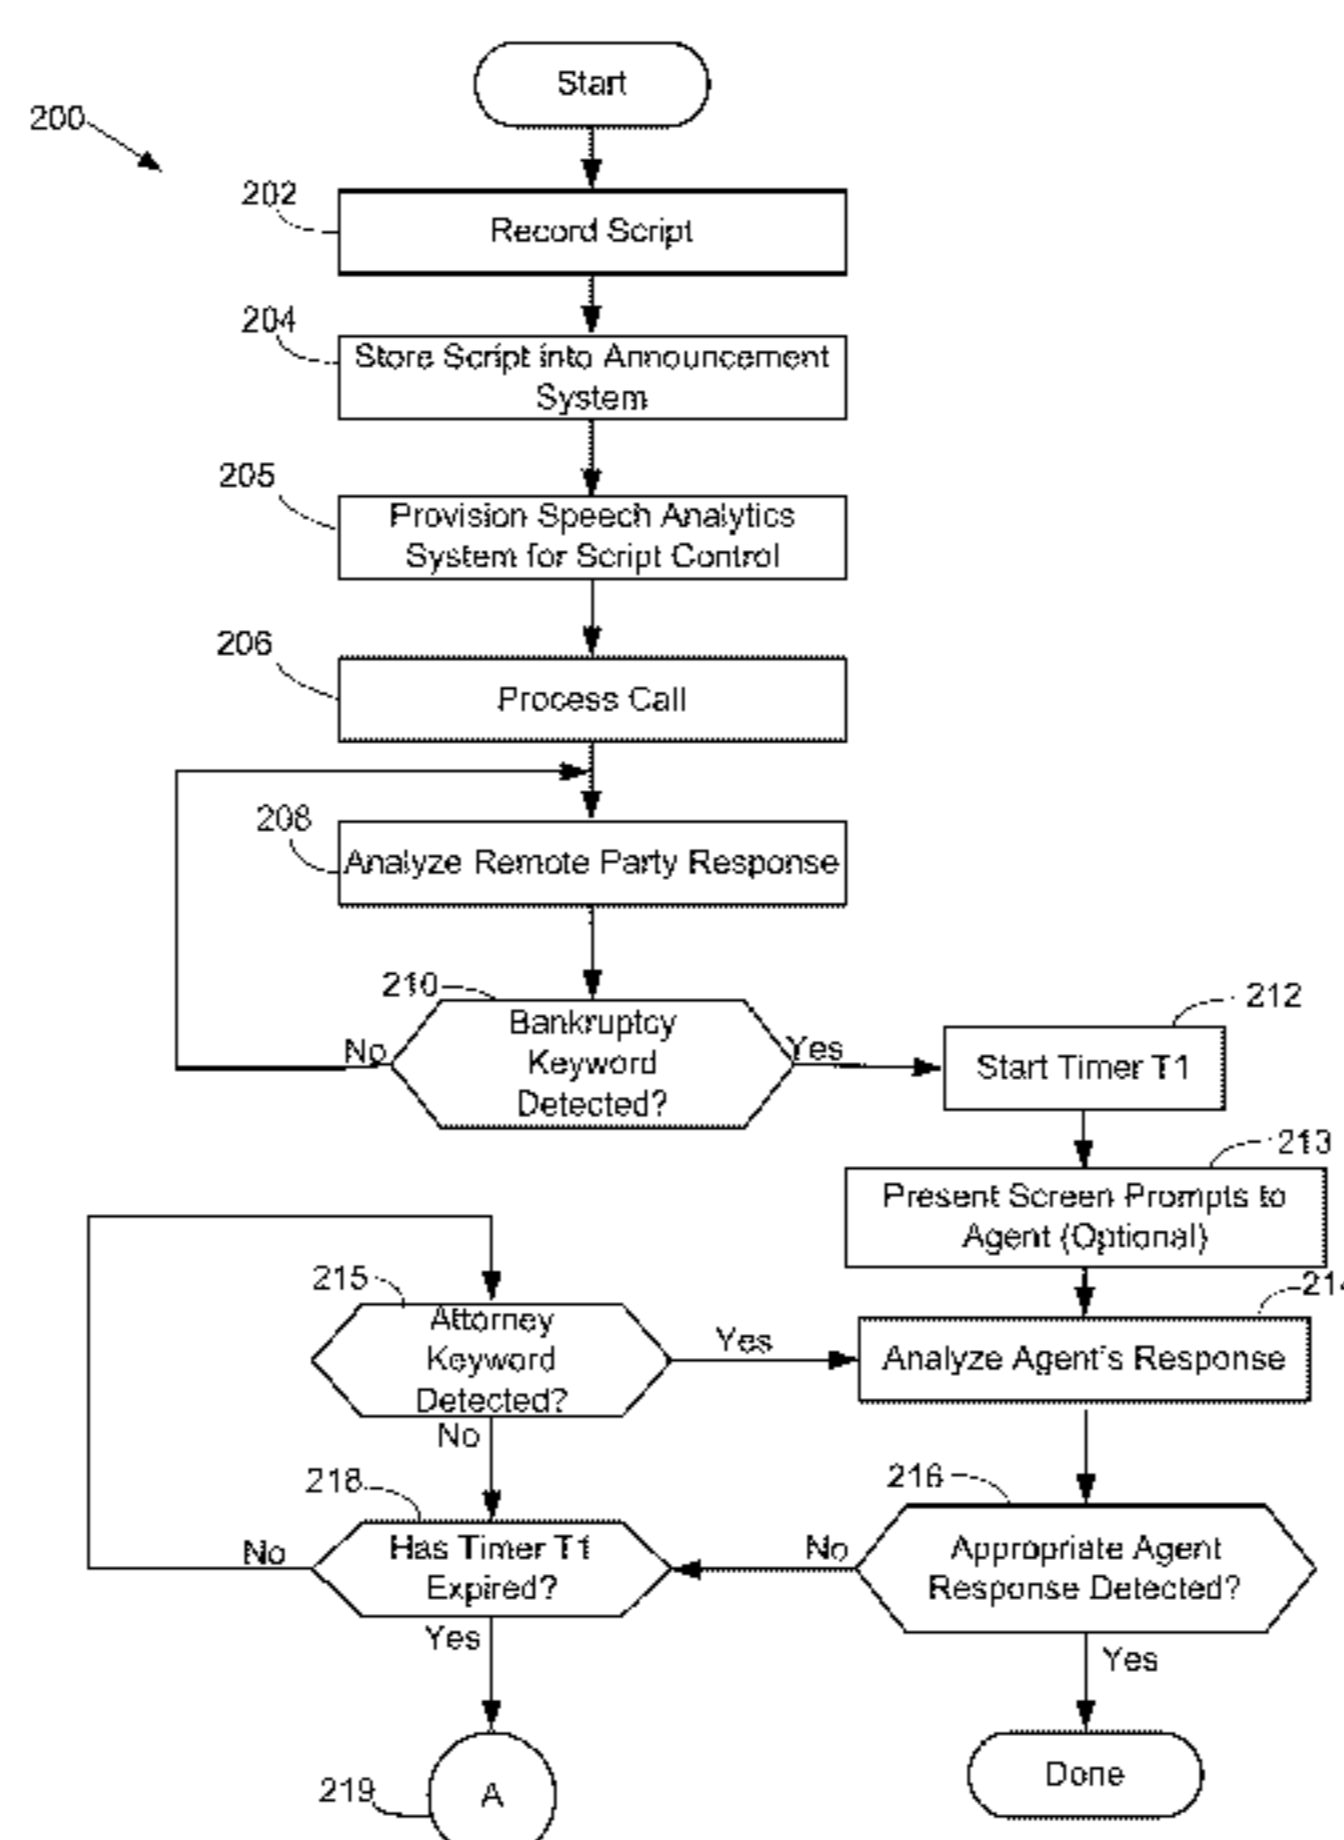 Start
200
202
Record Script
204
Store Script into Announcement
System
205
Provision Speech Analytics
System for Script Control
206
Process Call
208
Analyze Remote Party Response
210
Bankruptcy
Keyword
Detected?
No
Yes
212
Start Timer T1
213
Present Screen Prompts to
Agent (Optional)
214
215
Attorney
Keyword
Detected?
Yes
No
Analyze Agent's Response
216
Appropriate Agent
Response Detected?
No
Yes
218
Has Timer T1
Expired?
No
Yes
219
A
Done